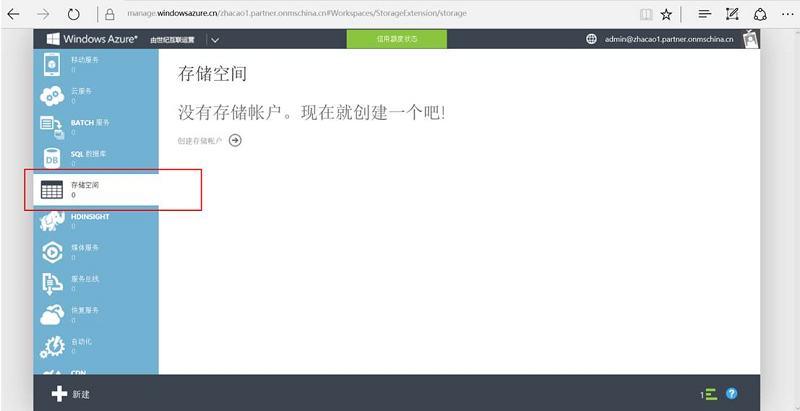 manage.windowsazure.cn/zhacao1.partner.onmschina.cn#Workspaces/StorageExtension/storage
Windows Azure* 由世纪互联运营 信用额度状态 admin@zhacao1.partner.onmschina.cn
移动服务
0
云服务
0
BATCH 服务
0
SQL 数据库
0
存储空间
0
HDINSIGHT
0
媒体服务
0
服务总线
0
恢复服务
0
自动化
0
CDN
存储空间
没有存储帐户。现在就创建一个吧!
创建存储帐户
新建
1
?